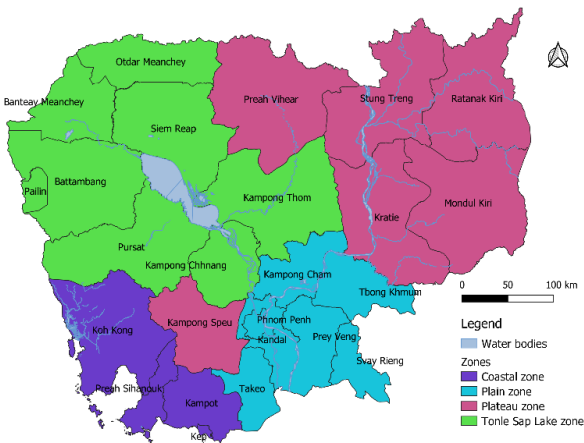 Otdar Meanchey
Banteay Meanchey
Preah Vihear
Stung Treng
Ratanak Kiri
Siem Reap
Battambang
Pailin
Kampong Thom
Mondul Kiri
Kratie
Pursat
Kampong Chhnang
Kampong Cham
Tbong Khmum
Koh Kong
Kampong Speu
Phnom Penh
Kandal
Prey Veng
Svay Rieng
Preah Sihanouk
Kampot
Takeo
Kep
0 50 100 km
Legend
Water bodies
Zones
Coastal zone
Plain zone
Plateau zone
Tonle Sap Lake zone